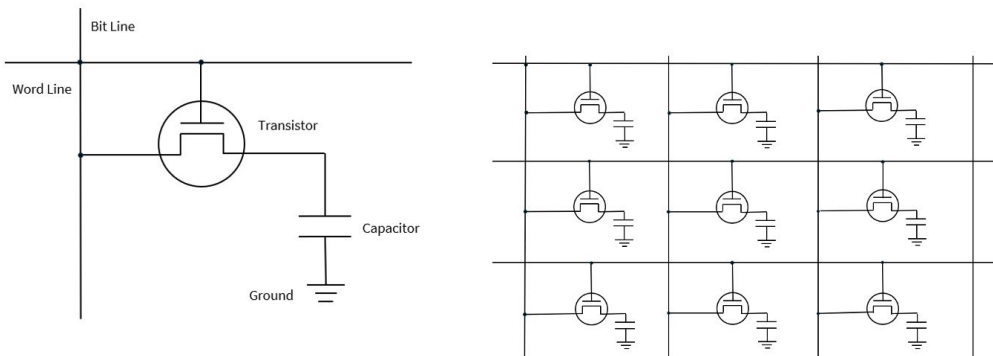 Bit Line
Word Line
Transistor
Capacitor
Ground